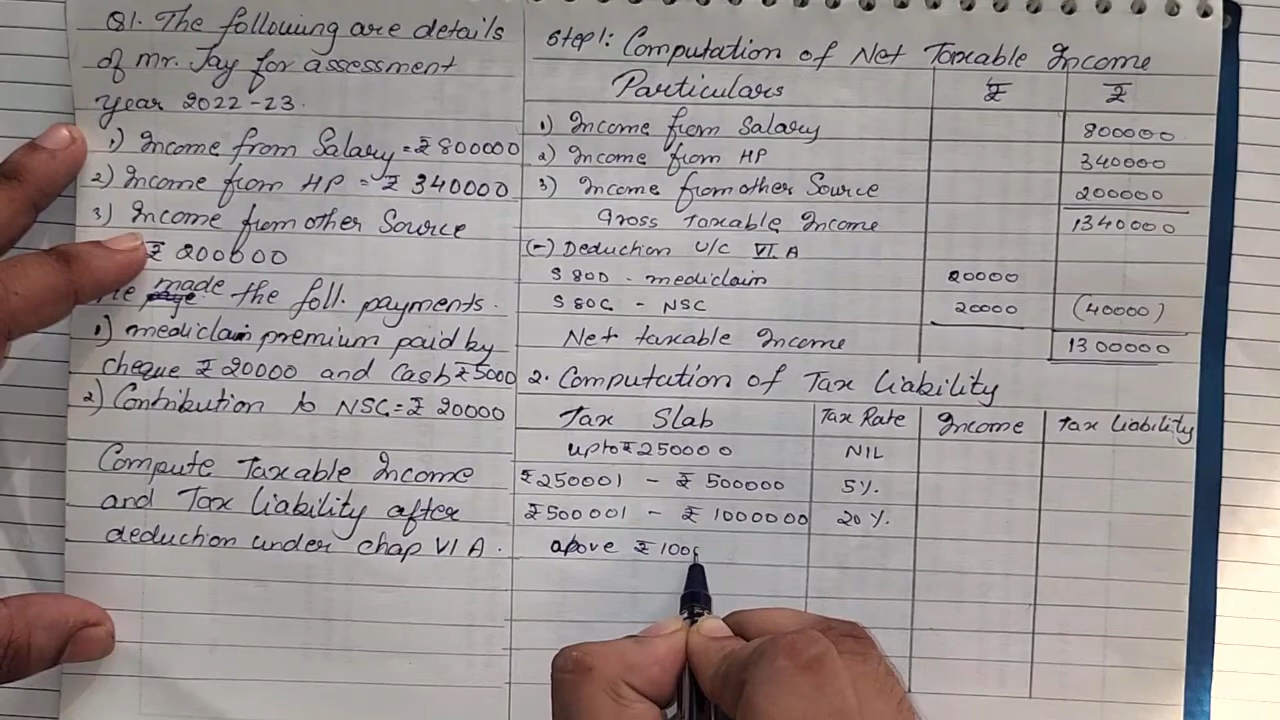 Q1. The following are details
of mr. Jay for assessment
year 2022-23.
1) Income from Salary = ₹ 800000
2) Income from HP = ₹ 340000
3) Income from other Source
₹ 200000
He made the foll. payments.
1) mediclaim premium paid by
cheque ₹ 20000 and Cash ₹5000
2) Contribution to NSC = ₹ 20000
Compute Taxable Income
and Tax liability after
deduction under chap VI A.
Step 1: Computation of Net Taxable Income
Particulars ₹ ₹
1) Income from Salary 800000
2) Income from HP 340000
3) Income from other Source 200000
Gross taxable Income 1340000
(-) Deduction U/C VI. A
S 80D - mediclaim 20000
S 80C - NSC 20000 (40000)
Net taxable Income 1300000
2. Computation of Tax Liability
Tax Slab Tax Rate Income Tax Liability
upto ₹ 250000 NIL
₹ 250001 - ₹ 500000 5%.
₹ 500001 - ₹ 1000000 20%.
above ₹ 100